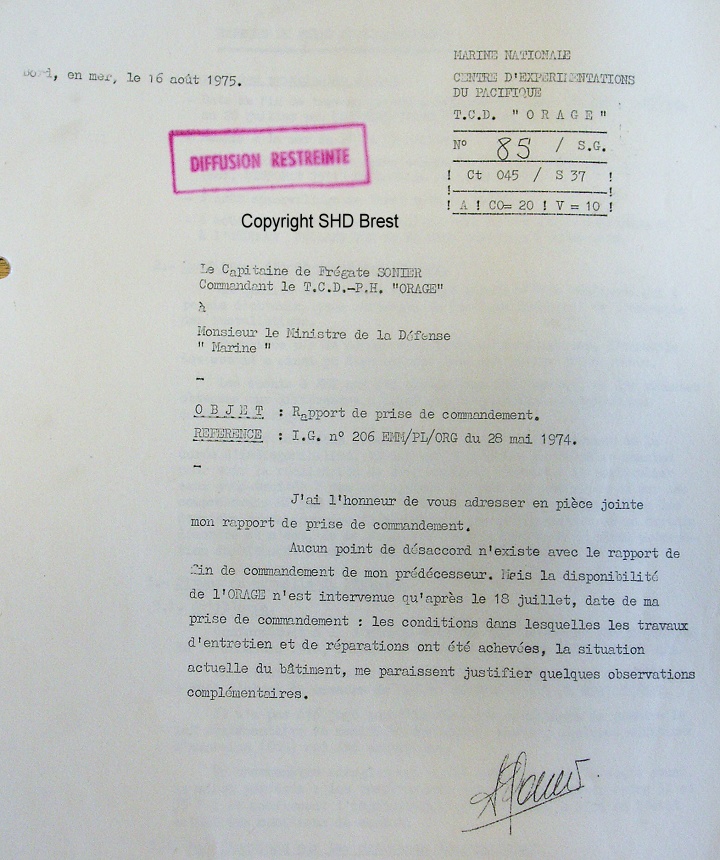 bord, en mer, le 16 août 1975.
MARINE NATIONALE
CENTRE D'EXPERIMENTATIONS
DU PACIFIQUE
T.C.D. " O R A G E "
N° 85 / S.G.
! Ct 045 / S 37 !
! A ! CO= 20 ! V = 10 !
DIFFUSION RESTREINTE
Copyright SHD Brest
Le Capitaine de Frégate SONIER
Commandant le T.C.D.-P.H. "ORAGE"
à
Monsieur le Ministre de la Défense
" Marine "
-
O B J E T : Rapport de prise de commandement.
REFERENCE : I.G. n° 206 EMM/PL/ORG du 28 mai 1974.
-
J'ai l'honneur de vous adresser en pièce jointe
mon rapport de prise de commandement.
Aucun point de désaccord n'existe avec le rapport de
fin de commandement de mon prédécesseur. Mais la disponibilité
de l'ORAGE n'est intervenue qu'après le 18 juillet, date de ma
prise de commandement : les conditions dans lesquelles les travaux
d'entretien et de réparations ont été achevées, la situation
actuelle du bâtiment, me paraissent justifier quelques observations
complémentaires.